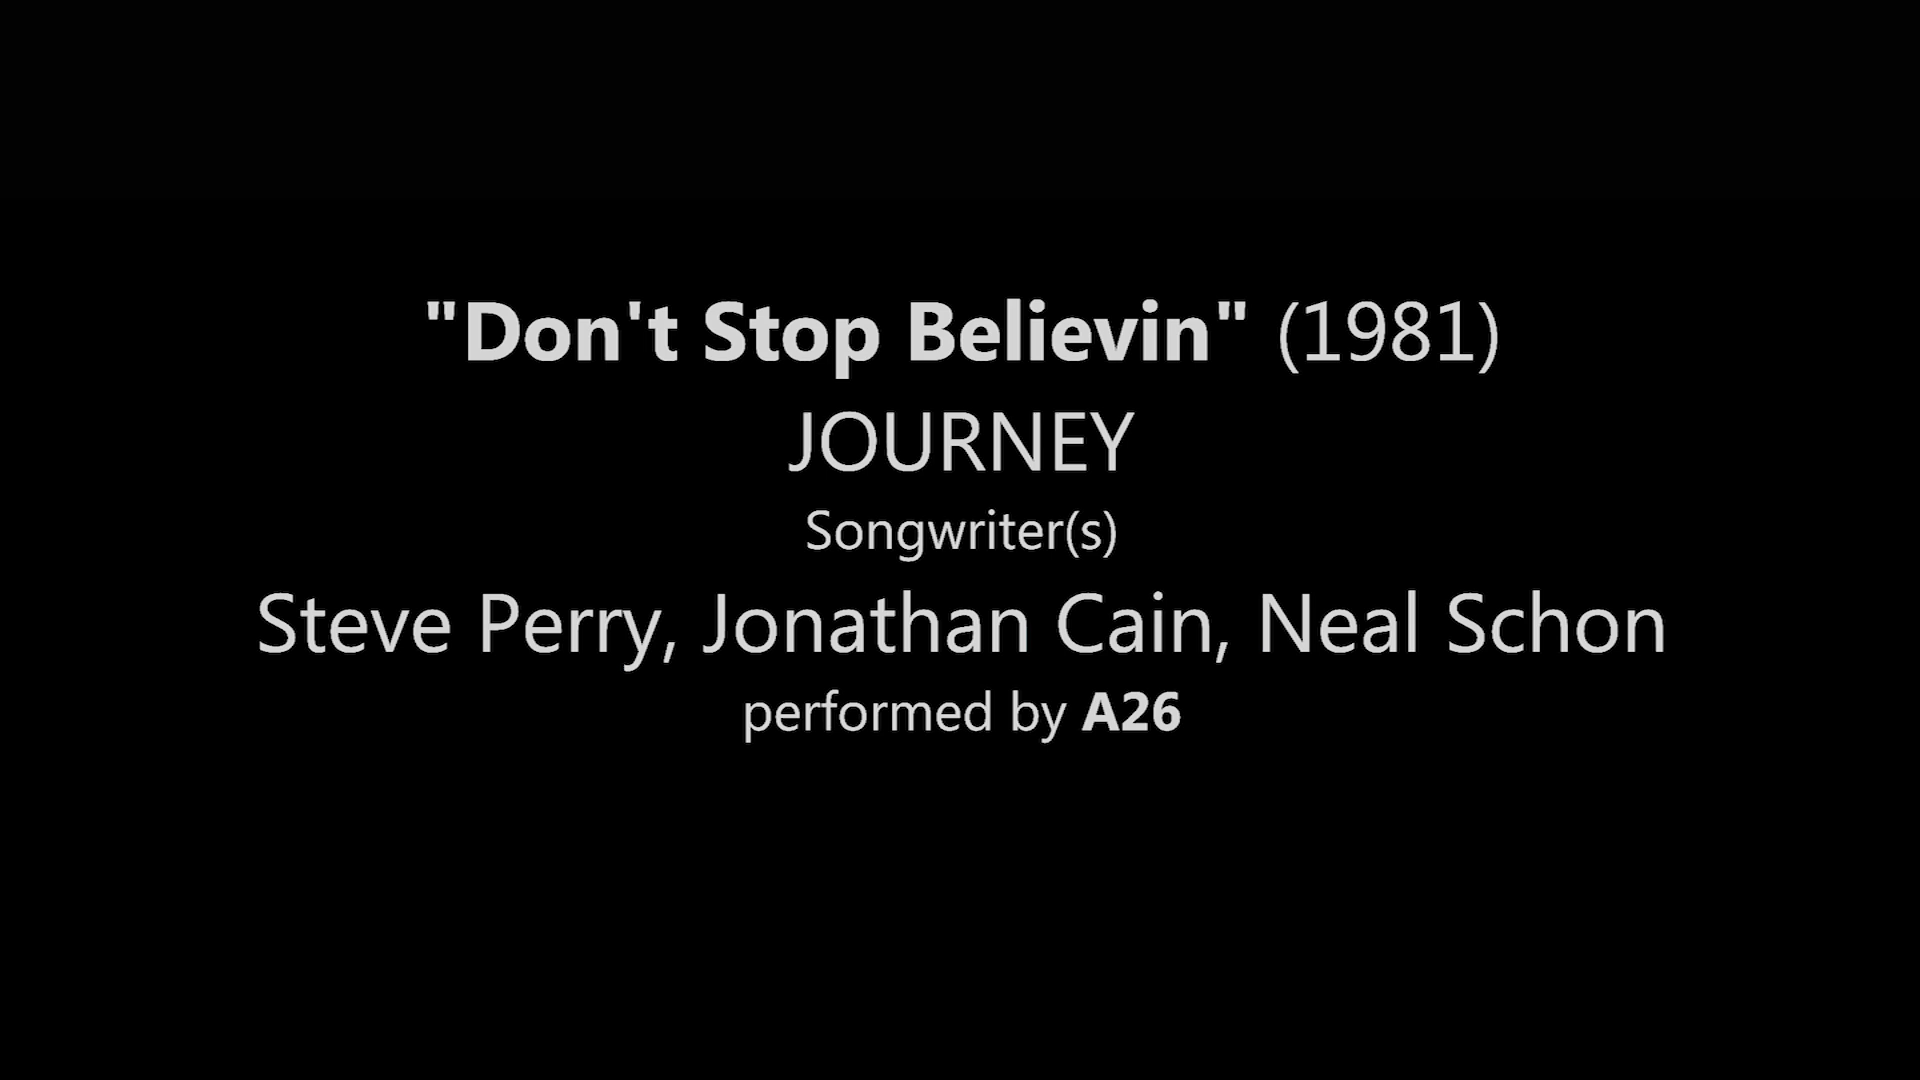 "Don't Stop Believin" (1981)
JOURNEY
Songwriter(s)
Steve Perry, Jonathan Cain, Neal Schon
performed by A26